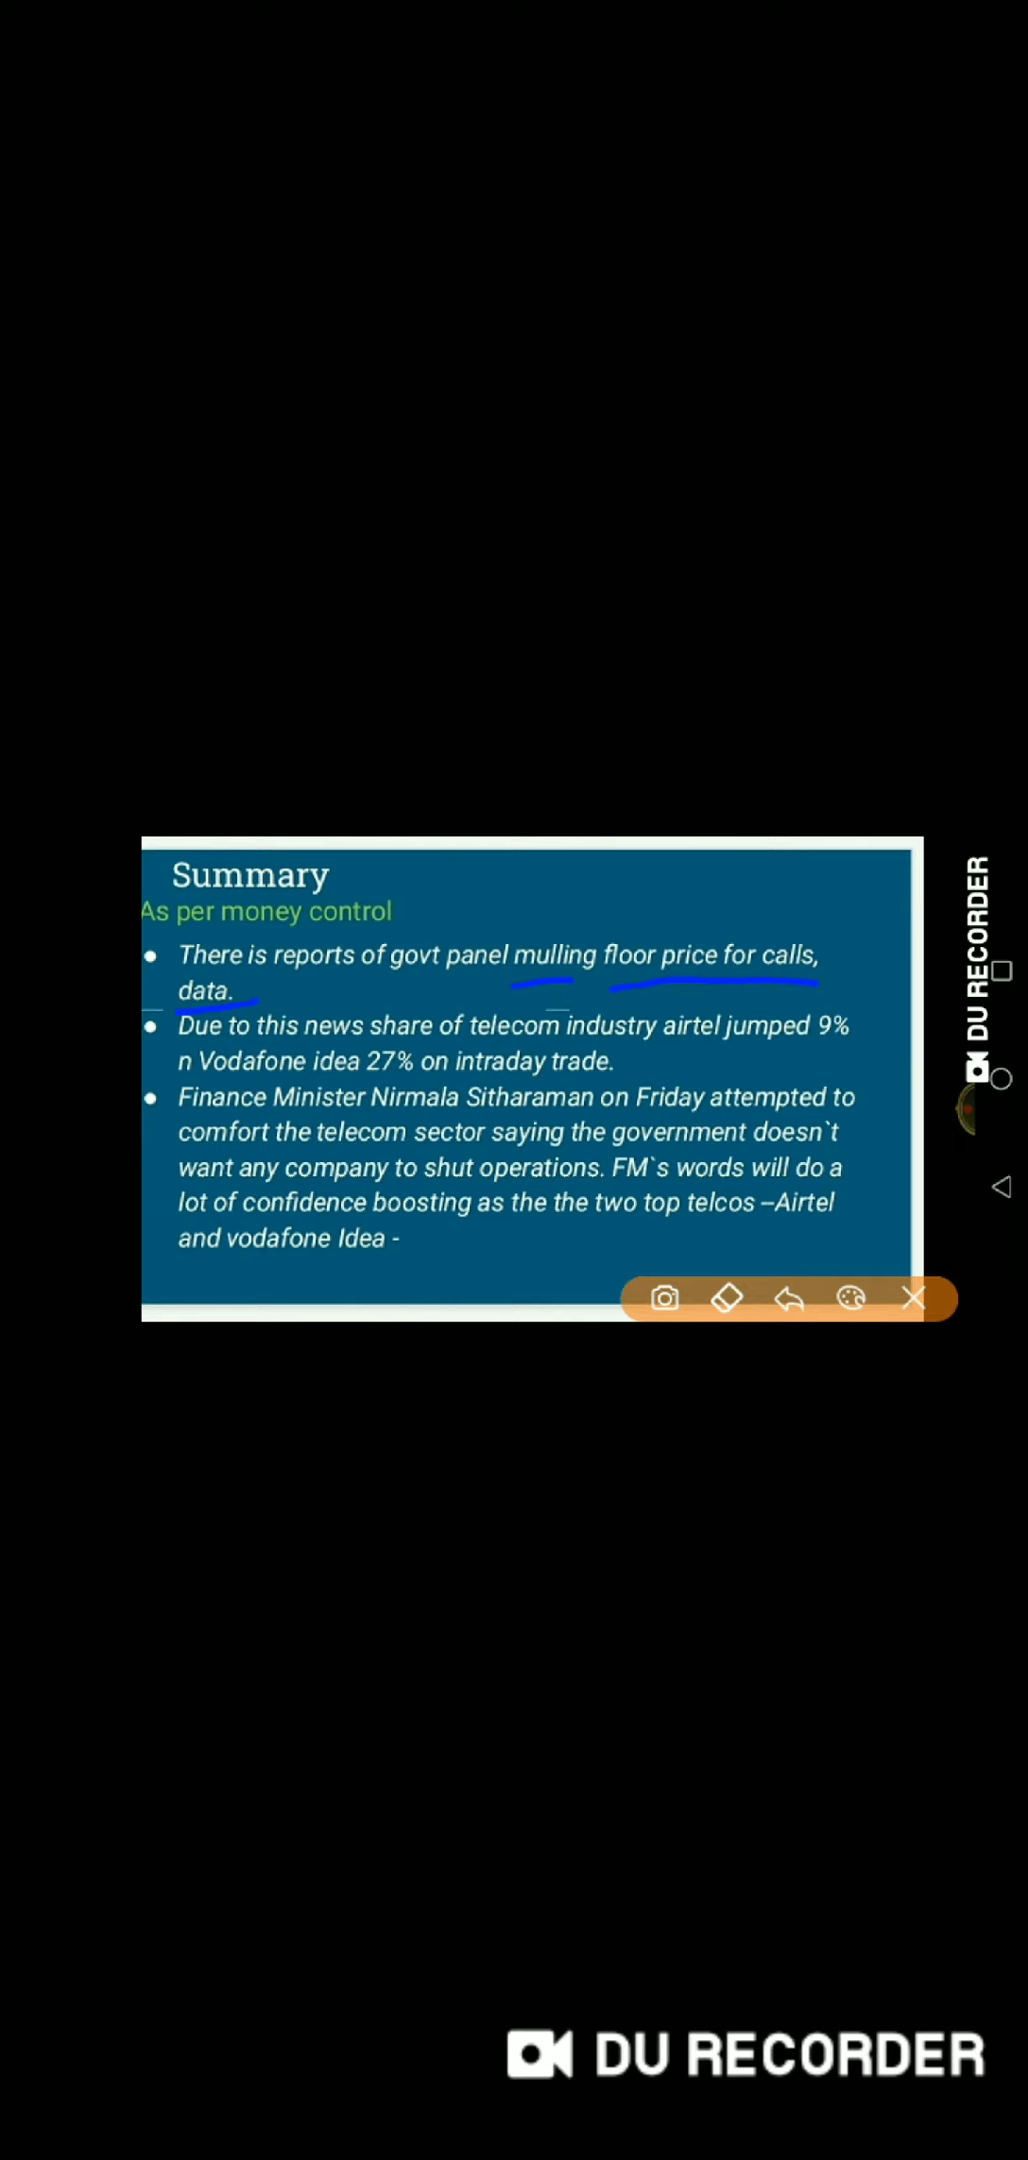 Summary
As per money control
● There is reports of govt panel mulling floor price for calls,
data.
● Due to this news share of telecom industry airtel jumped 9%
n Vodafone idea 27% on intraday trade.
● Finance Minister Nirmala Sitharaman on Friday attempted to
comfort the telecom sector saying the government doesn`t
want any company to shut operations. FM`s words will do a
lot of confidence boosting as the the two top telcos –Airtel
and vodafone Idea -
DU RECORDER
DU RECORDER